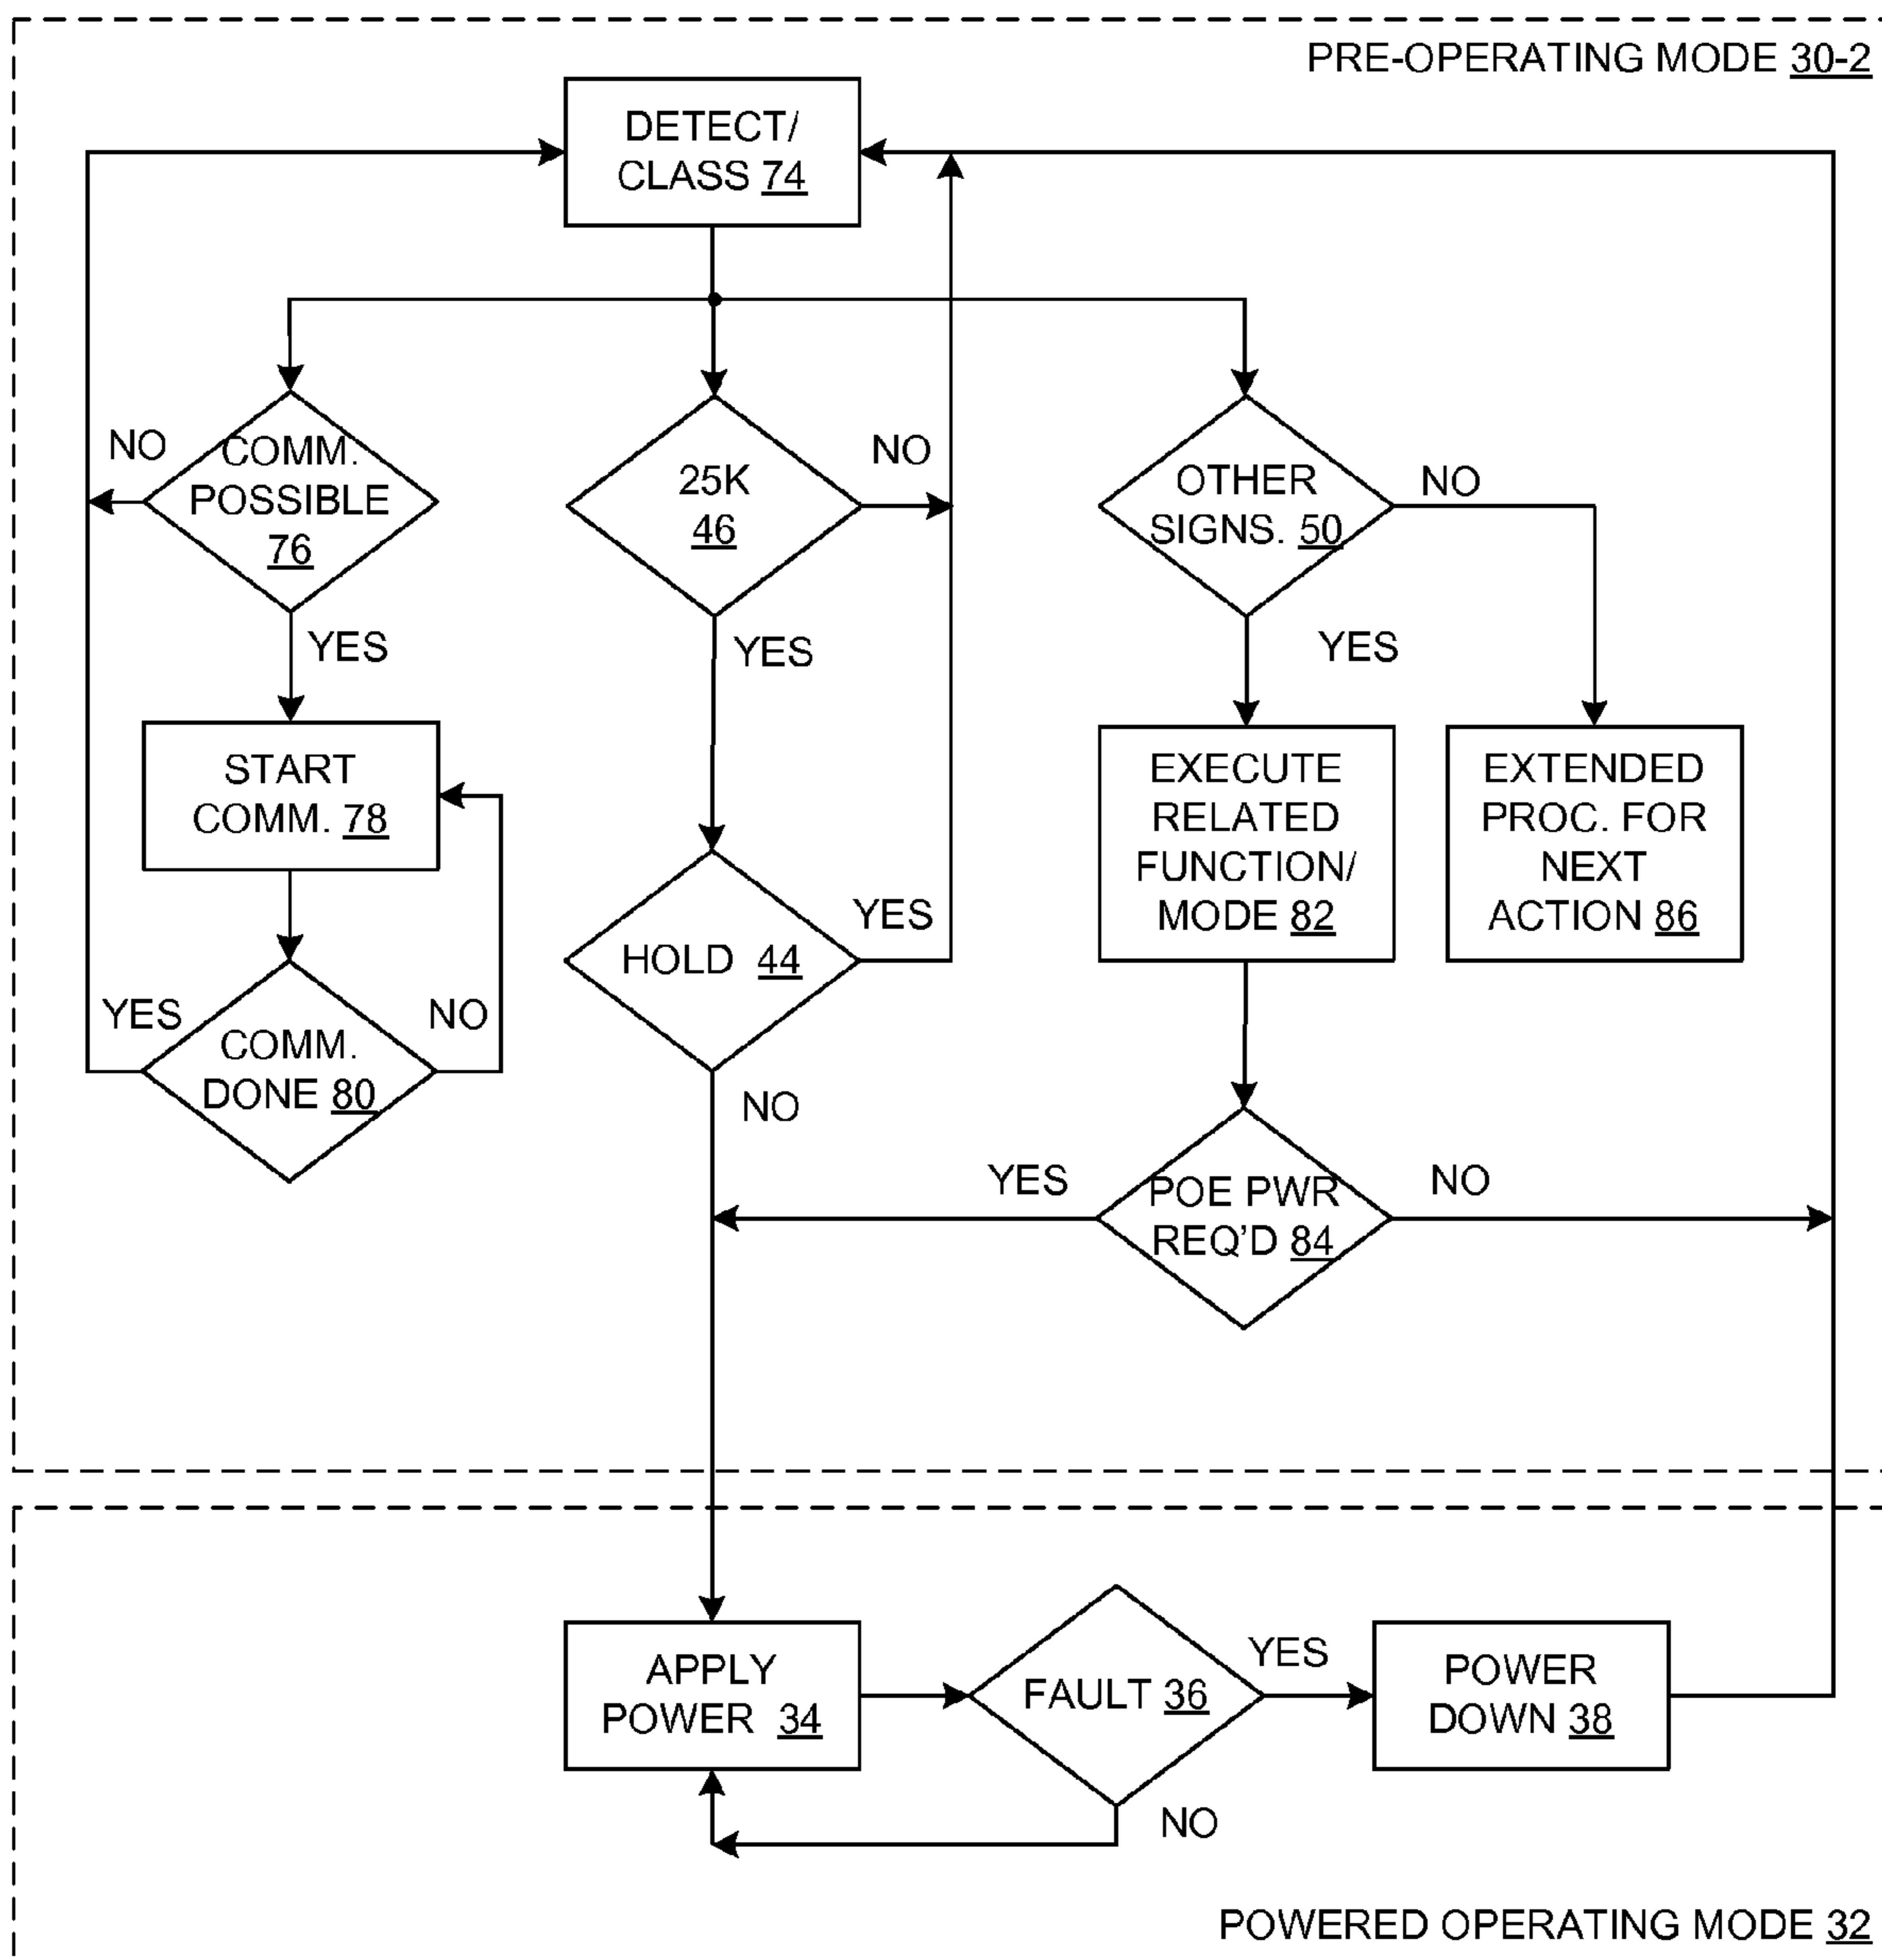 PRE-OPERATING MODE 30-2
DETECT/
CLASS 74
NO
COMM.
POSSIBLE
76
YES
25K
46
NO
YES
OTHER
SIGNS. 50
NO
YES
START
COMM. 78
EXECUTE
RELATED
FUNCTION/
MODE 82
EXTENDED
PROC. FOR
NEXT
ACTION 86
HOLD 44
YES
NO
YES
COMM.
DONE 80
NO
YES
POE PWR
REQ'D 84
NO
APPLY
POWER 34
FAULT 36
YES
NO
POWER
DOWN 38
POWERED OPERATING MODE 32